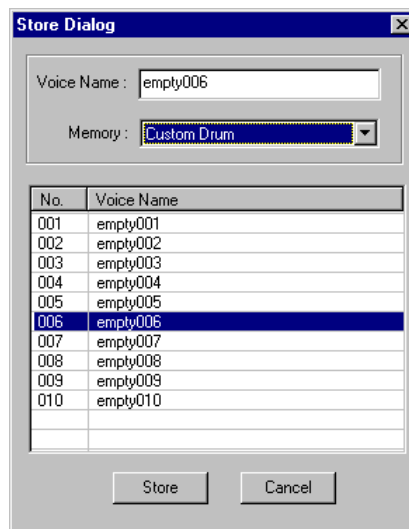 Store Dialog
Voice Name : empty006
Memory : Custom Drum
No. Voice Name
001 empty001
002 empty002
003 empty003
004 empty004
005 empty005
006 empty006
007 empty007
008 empty008
009 empty009
010 empty010
Store Cancel